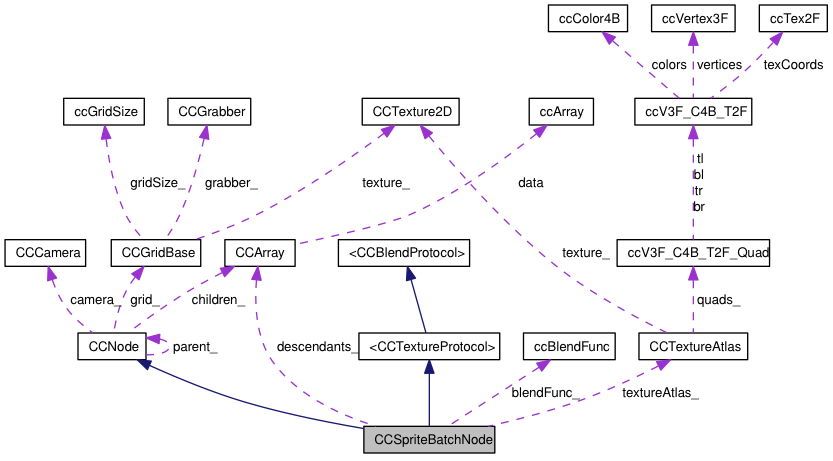 ccColor4B
ccVertex3F
ccTex2F
colors
vertices
texCoords
ccGridSize
CCGrabber
CCTexture2D
ccArray
ccV3F_C4B_T2F
gridSize_
grabber_
texture_
data
tl
bl
tr
br
CCCamera
CCGridBase
CCArray
<CCBlendProtocol>
texture_
ccV3F_C4B_T2F_Quad
camera_
grid_
children_
quads_
CCNode
parent_
descendants_
<CCTextureProtocol>
ccBlendFunc
CCTextureAtlas
blendFunc_
textureAtlas_
CCSpriteBatchNode